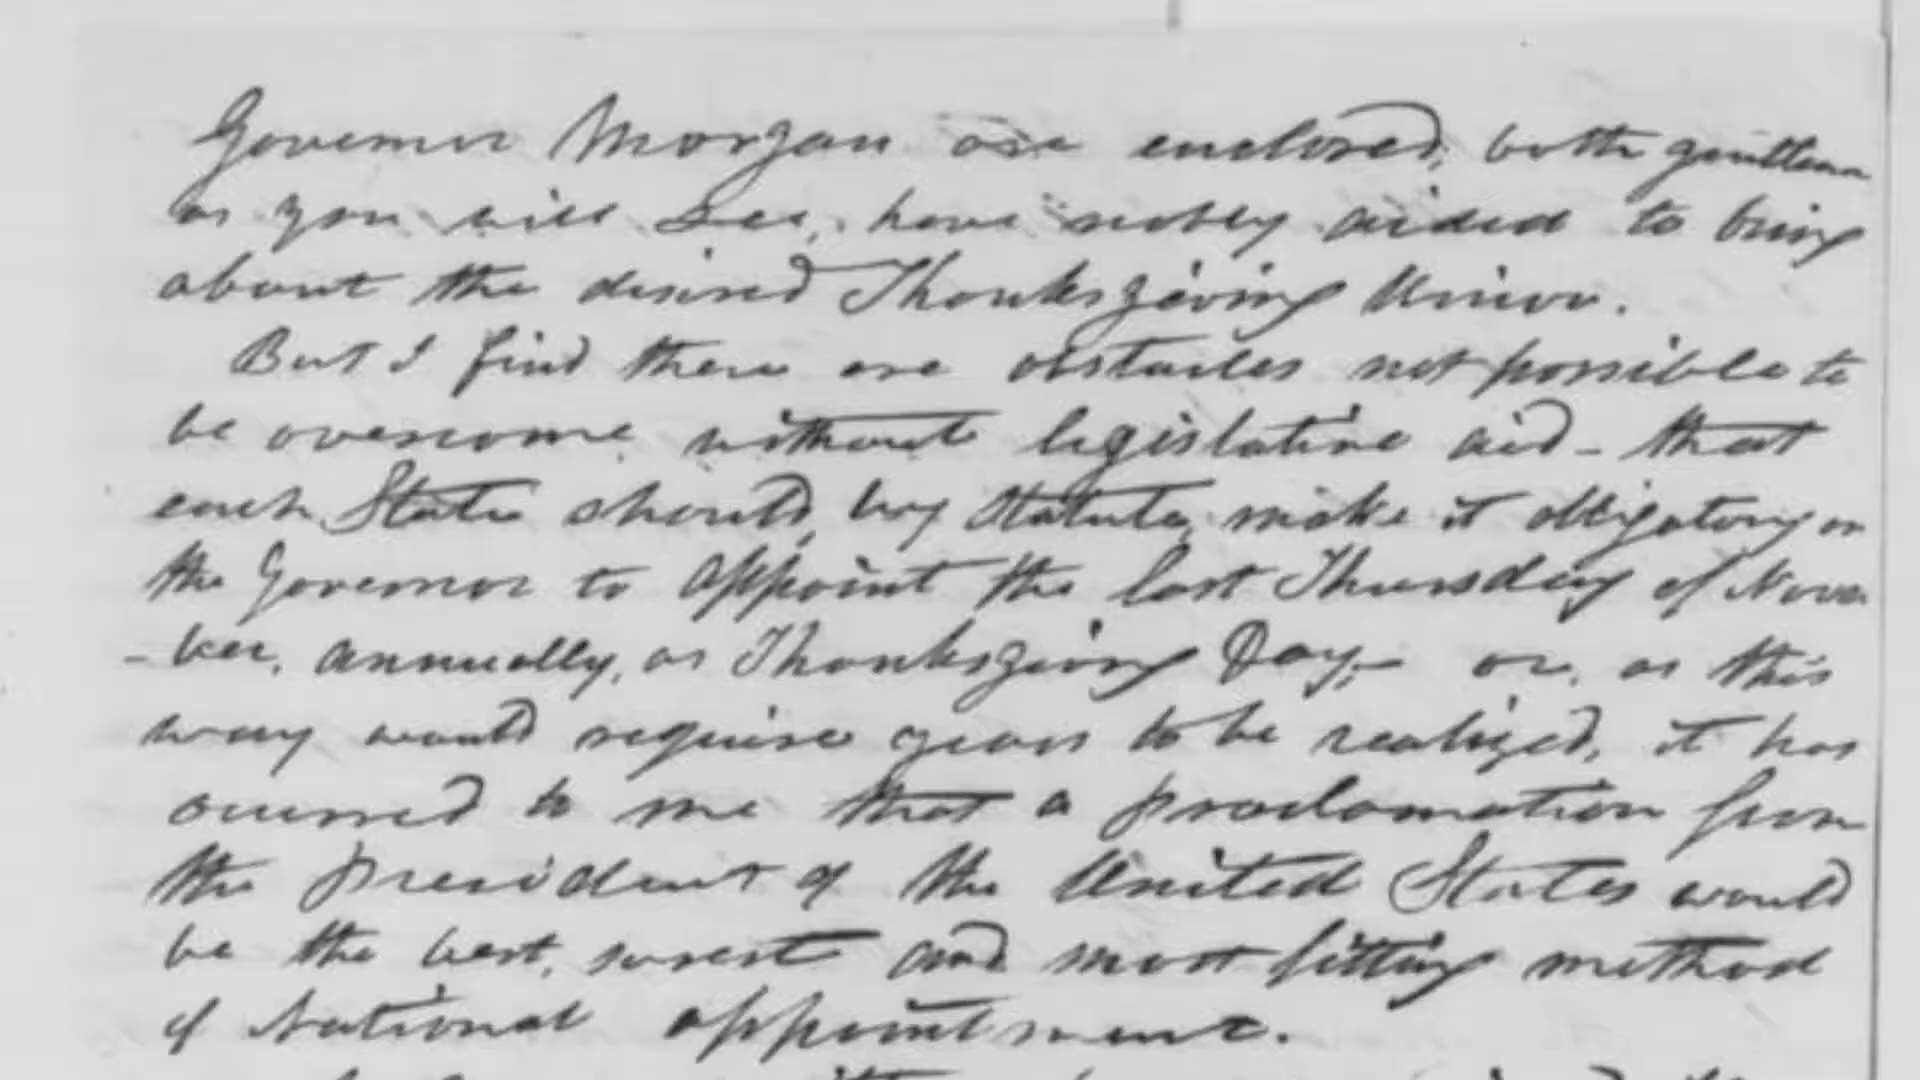 Governor Morgan are enclosed; both gentlemen
as you will see, have nobly aided to bring
about the desired Thanksgiving Union.
But I find there are obstacles not possible to
be overcome without legislative aid - that
each State should, by statute, make it obligatory on
the Governor to appoint the last Thursday of Novem
- ber, annually, as Thanksgiving Day;- or, as this
way would require years to be realized, it has
ocurred to me that a proclamation from
the President of the United States would
be the best, surest and most fitting method
of National appointment.